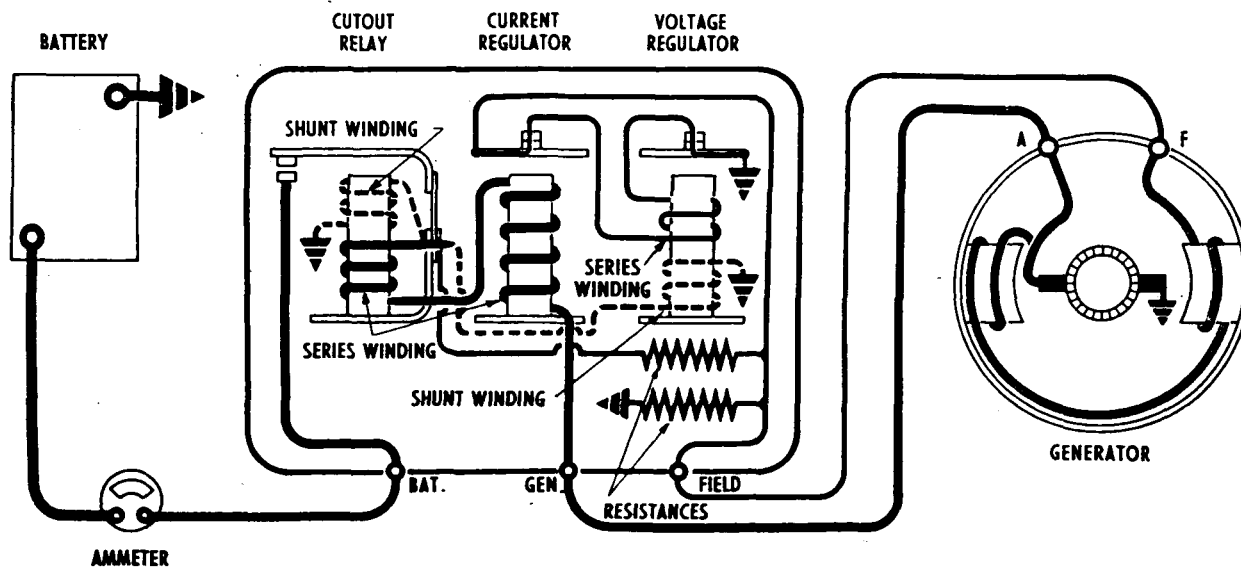 BATTERY
CUTOUT
RELAY
CURRENT
REGULATOR
VOLTAGE
REGULATOR
SHUNT WINDING
A
F
SERIES
WINDING
SERIES WINDING
SHUNT WINDING
GENERATOR
BAT.
GEN.
FIELD
RESISTANCES
AMMETER